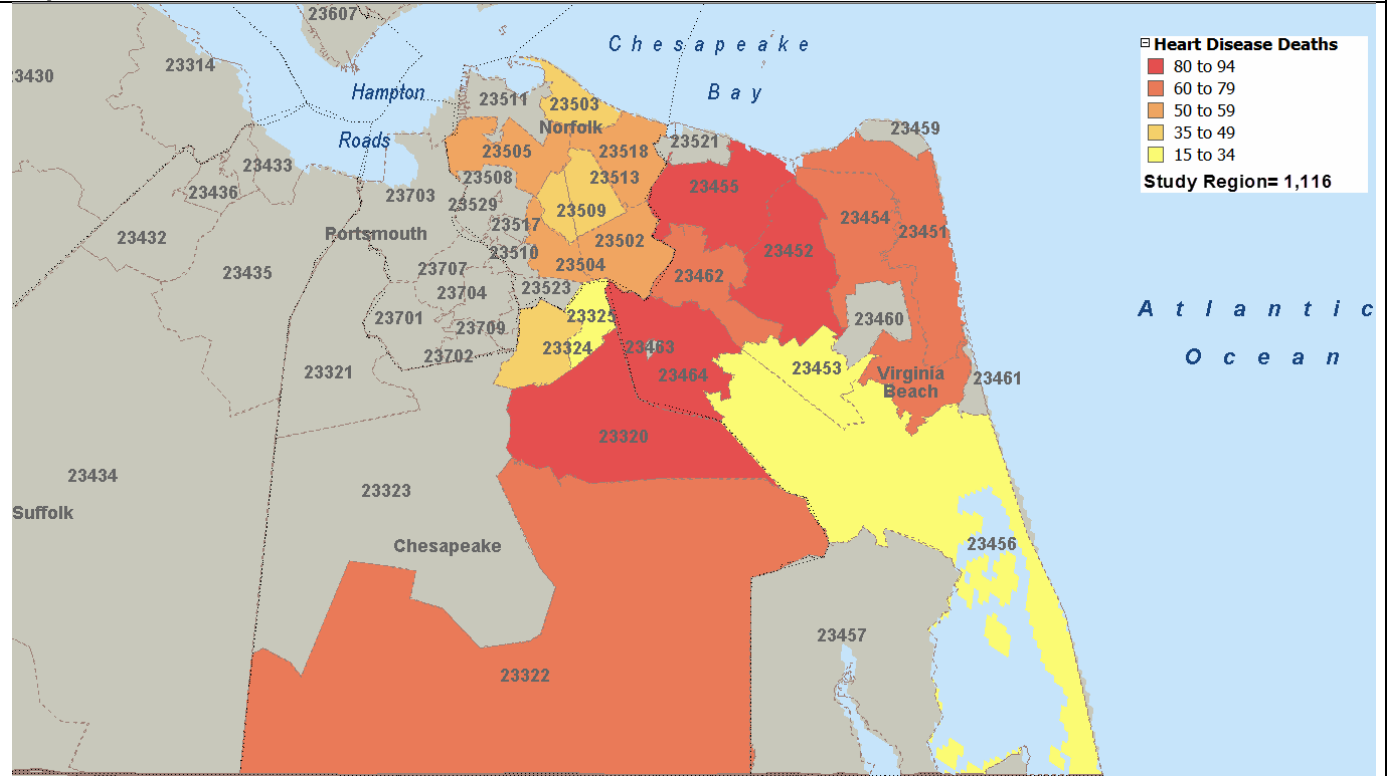 23607
Chesapeake
Bay
Heart Disease Deaths
80 to 94
60 to 79
50 to 59
35 to 49
15 to 34
Study Region= 1,116
23314
3430
Hampton
Roads
23511
23503
Norfolk
23521
23459
23505
23518
23433
23436
23508
23513
23455
23703
23529
23509
23454
23451
23432
Portsmouth
23517
23502
23452
23510
23504
23435
23707
23462
23704
23523
Atlantic
Ocean
23701
23709
23325
23460
23702
23324
23463
23464
23453
Virginia
Beach
23461
23321
23320
23434
23323
Suffolk
Chesapeake
23456
23457
23322